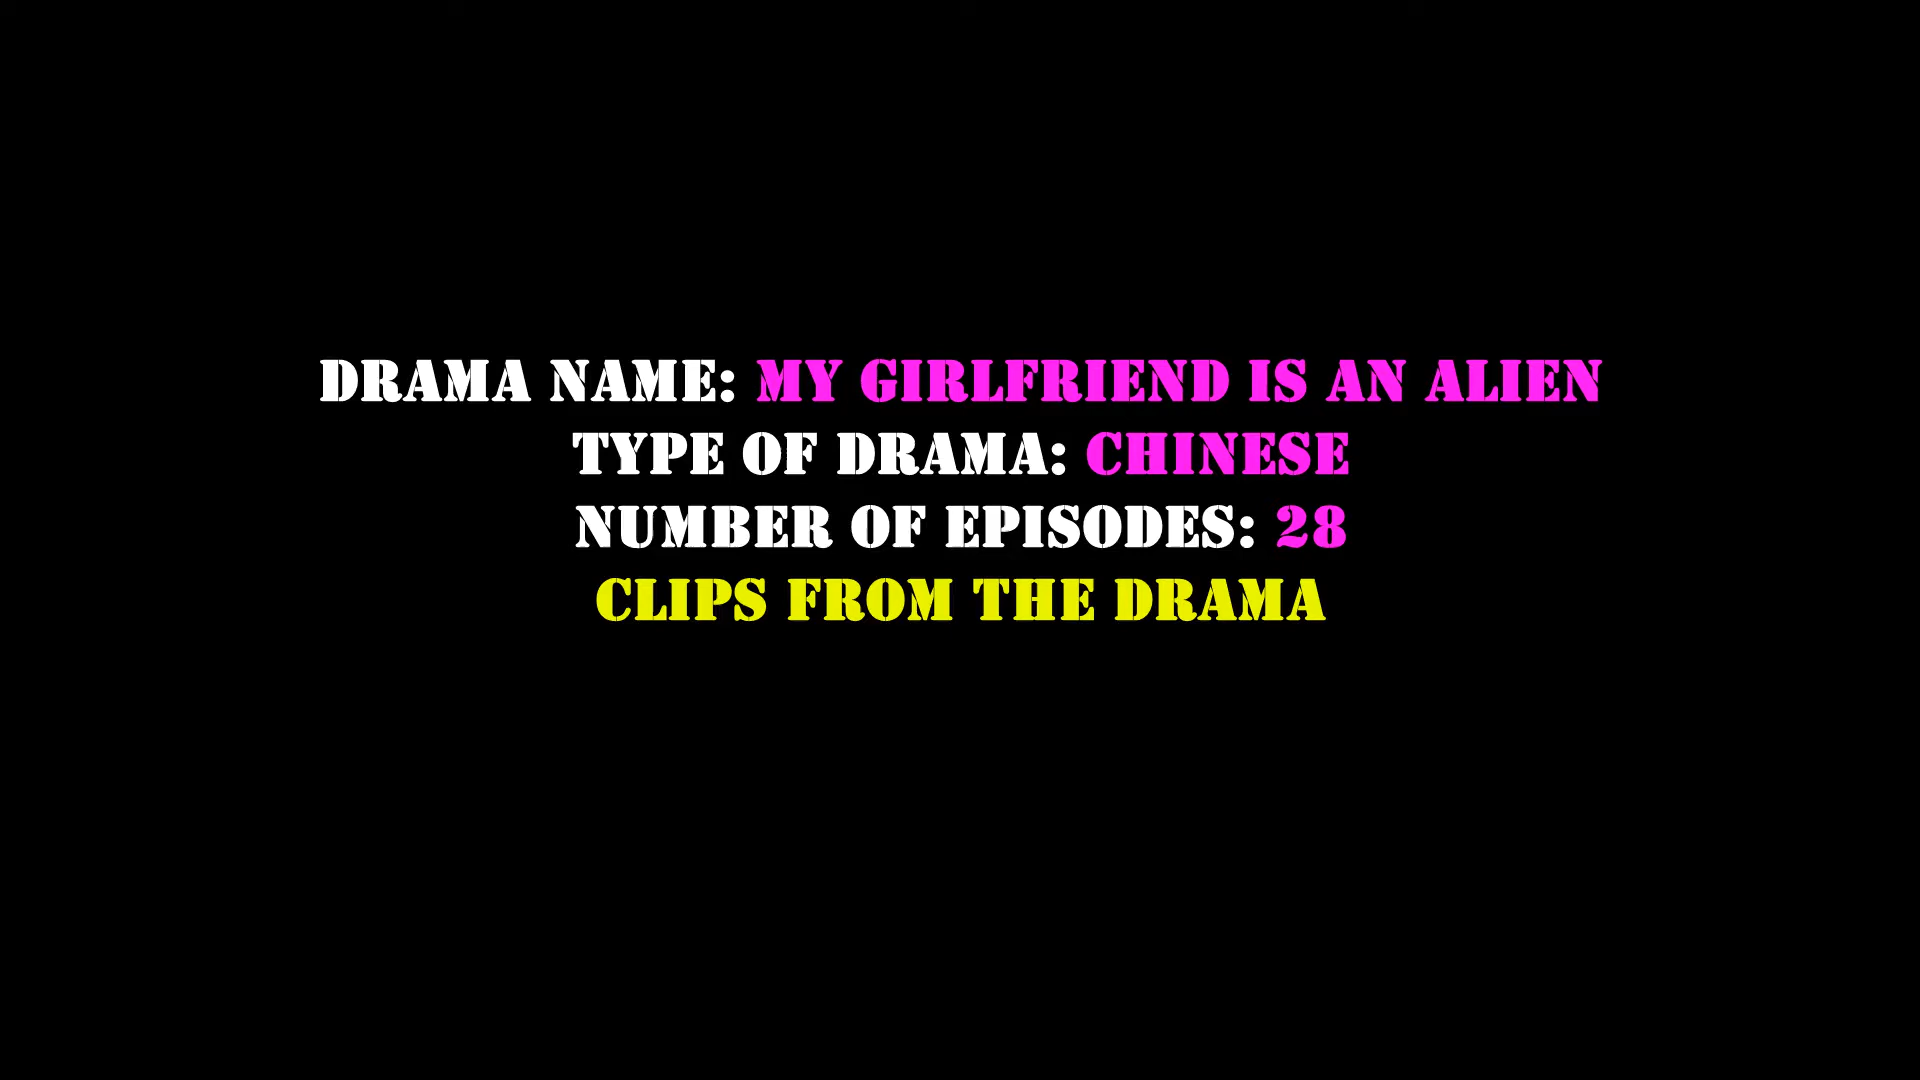 DRAMA NAME: MY GIRLFRIEND IS AN ALIEN
TYPE OF DRAMA: CHINESE
NUMBER OF EPISODES: 28
CLIPS FROM THE DRAMA